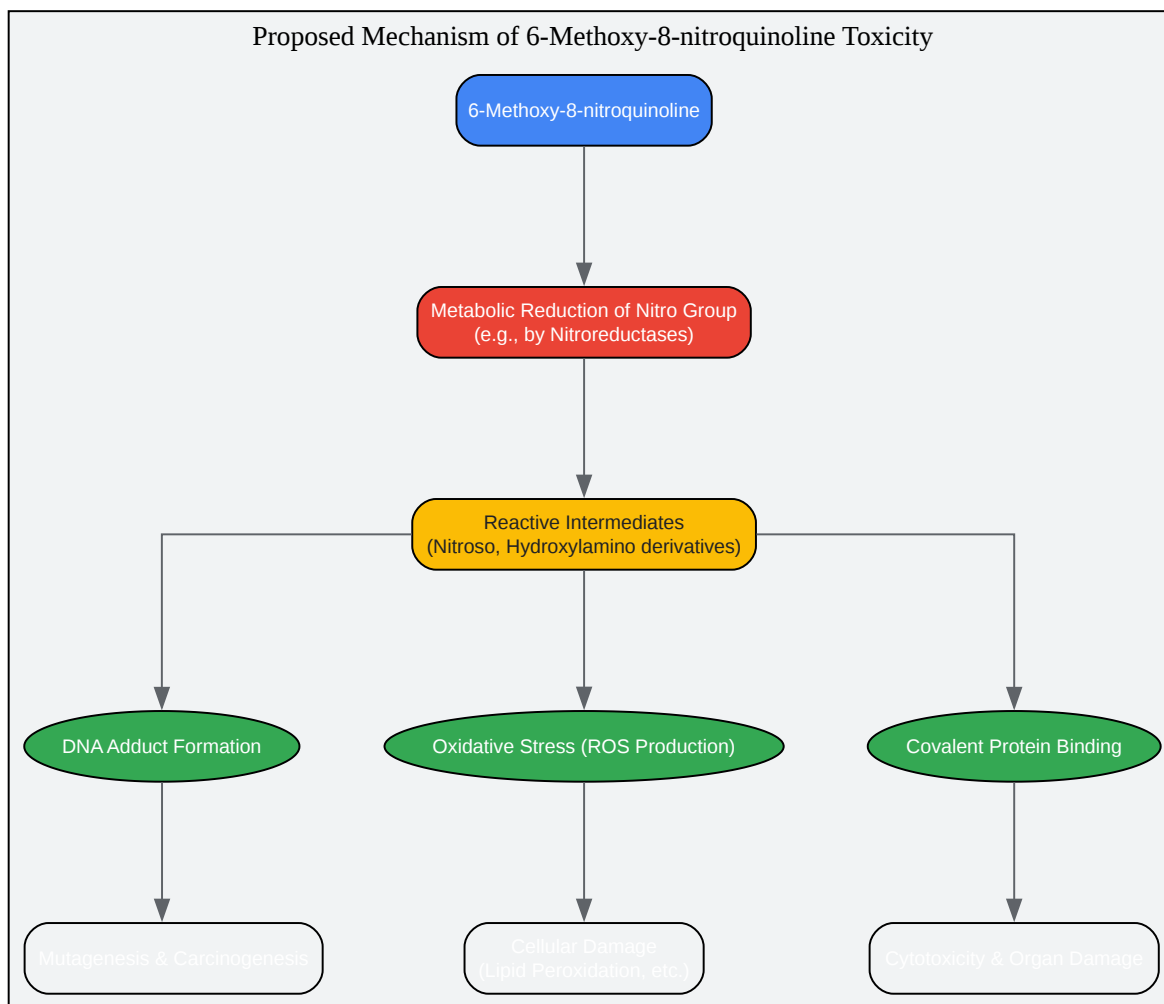 Proposed Mechanism of 6-Methoxy-8-nitroquinoline Toxicity
6-Methoxy-8-nitroquinoline
Metabolic Reduction of Nitro Group
(e.g., by Nitroreductases)
Reactive Intermediates
(Nitroso, Hydroxylamino derivatives)
DNA Adduct Formation
Oxidative Stress (ROS Production)
Covalent Protein Binding
Mutagenesis & Carcinogenesis
Cellular Damage
(Lipid Peroxidation, etc.)
Cytotoxicity & Organ Damage